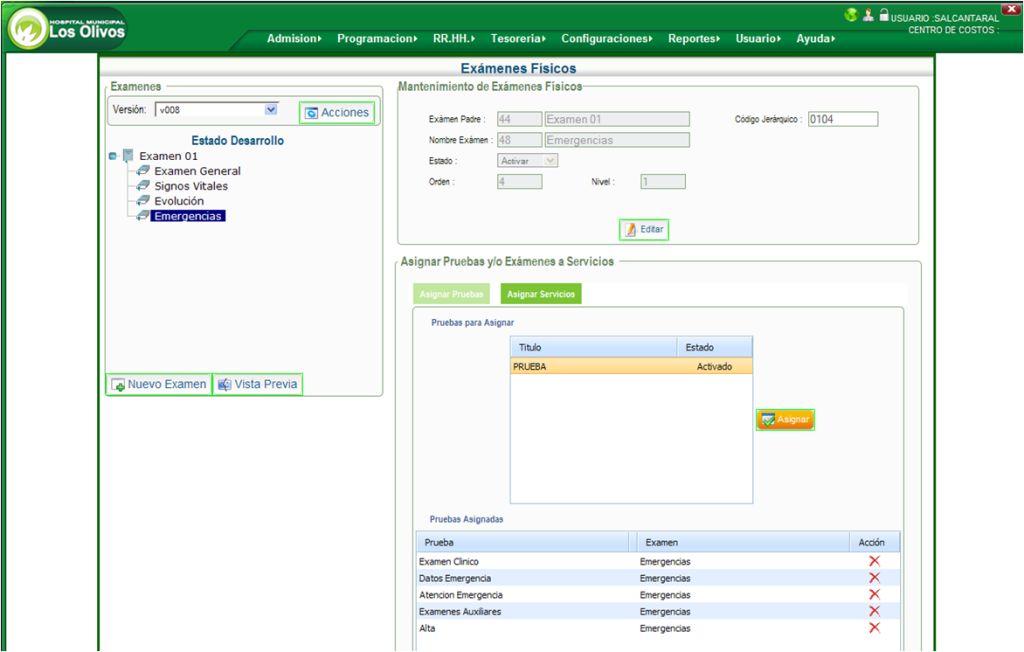 HOSPITAL MUNICIPAL
Los Olivos
USUARIO :SALCANTARAL
CENTRO DE COSTOS :
Admision Programacion RR.HH. Tesoreria Configuraciones Reportes Usuario Ayuda
Exámenes Físicos
Examenes
Versión: v008 Acciones
Estado Desarrollo
Examen 01
Examen General
Signos Vitales
Evolución
Emergencias
Nuevo Examen Vista Previa
Mantenimiento de Exámenes Físicos
Exámen Padre : 44 Examen 01 Código Jerárquico : 0104
Nombre Exámen : 48 Emergencias
Estado : Activar
Orden : 4 Nivel : 1
Editar
Asignar Pruebas y/o Exámenes a Servicios
Asignar Pruebas Asignar Servicios
Pruebas para Asignar
Titulo Estado
PRUEBA Activado
Asignar
Pruebas Asignadas
Prueba Examen Acción
Examen Clinico Emergencias
Datos Emergencia Emergencias
Atencion Emergencia Emergencias
Examenes Auxiliares Emergencias
Alta Emergencias